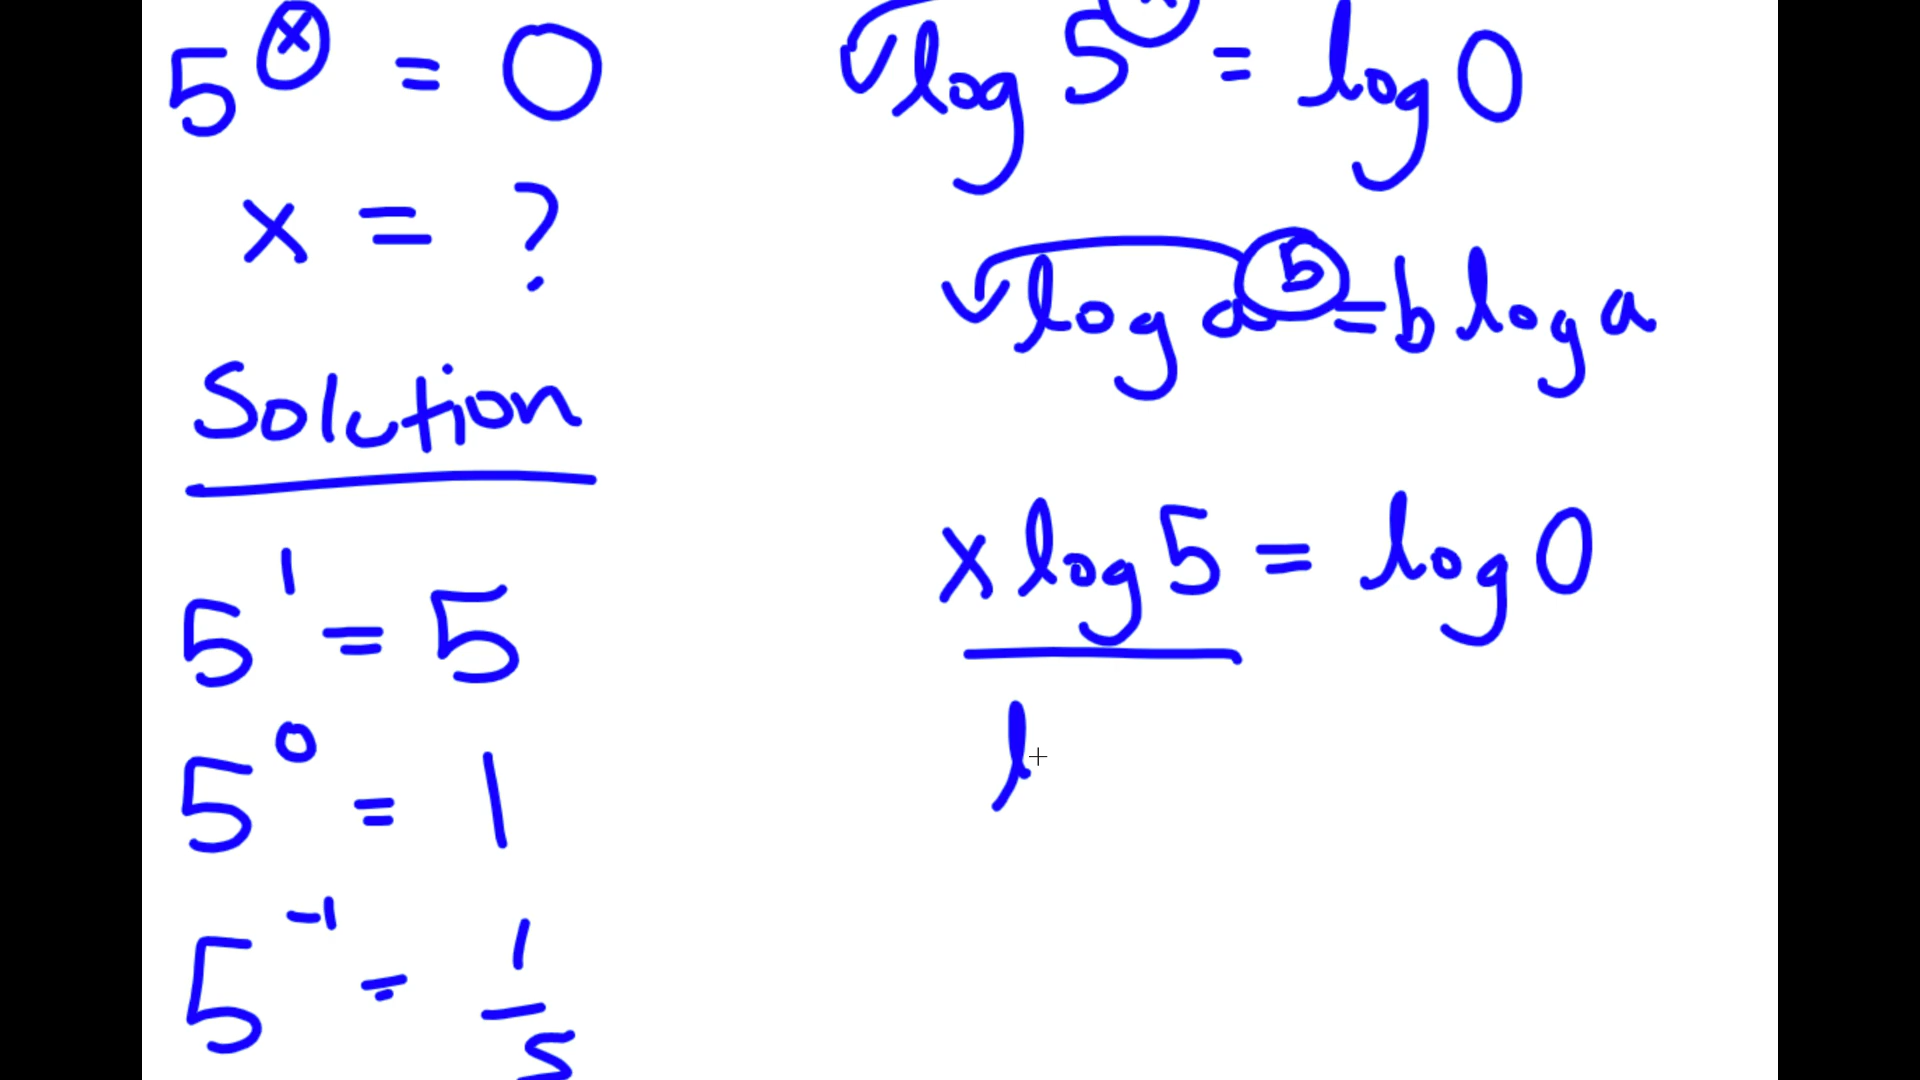 5^x = 0
x = ?
Solution
5^1 = 5
5^0 = 1
5^-1 = 1/5
log 5^x = log 0
log a^b = b log a
x log 5 = log 0
l